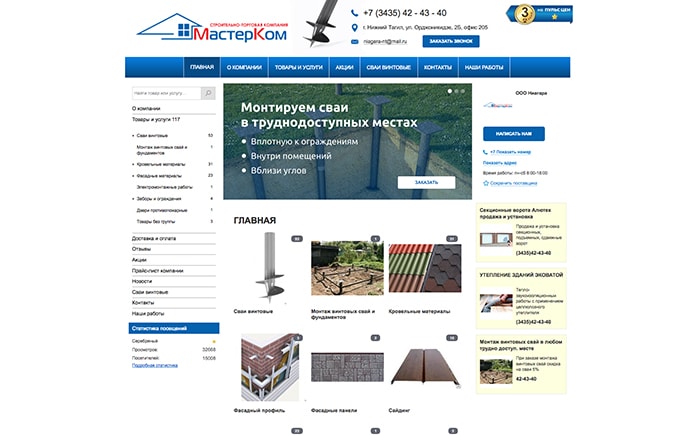 СТРОИТЕЛЬНО-ТОРГОВАЯ КОМПАНИЯ
МастерКом
+7 (3435) 42 - 43 - 40
г. Нижний Тагил, ул. Орджоникидзе, 25, офис 205
niagara-nt@mail.ru
ЗАКАЗАТЬ ЗВОНОК
3 НА ПУЛЬСЦЕН
ГЛАВНАЯ О КОМПАНИИ ТОВАРЫ И УСЛУГИ АКЦИИ СВАИ ВИНТОВЫЕ КОНТАКТЫ НАШИ РАБОТЫ
Найти товар или услугу...
О компании
Товары и услуги 117
Сваи винтовые 53
Монтаж винтовых свай и фундаментов 1
Кровельные материалы 31
Фасадные материалы 23
Электромонтажные работы 1
Заборы и ограждения 4
Двери противопожарные 1
Товары без группы 3
Доставка и оплата
Отзывы
Акции
Прайс-лист компании
Новости
Сваи винтовые
Контакты
Наши работы
Статистика посещений
Серебряный
Просмотров: 32088
Посетителей: 15008
Подробная статистика
Монтируем сваи
в труднодоступных местах
Вплотную к ограждениям
Внутри помещений
Вблизи углов
ЗАКАЗАТЬ
ГЛАВНАЯ
Сваи винтовые
Монтаж винтовых свай и
фундаментов
Кровельные материалы
Фасадный профиль
Фасадные панели
Сайдинг
ООО Ниагара
МастерКом
НАПИСАТЬ НАМ
+7 Показать номер
Показать адрес
Время работы: пн-сб 8:00-18:00
Сохранить поставщика
Секционные ворота Алютех
продажа и установка
Продажа и установка
секционных,
подъемных, сдвижных
ворот
(3435)42-43-40
УТЕПЛЕНИЕ ЗДАНИЙ ЭКОВАТОЙ
Тепло-
звукоизоляционные
работы с применением
целлюлозного
утеплителя
(3435)42-43-40
Монтаж винтовых свай в любом
трудно доступ. месте
При заказе монтажа
винтовых свай скидка
на сваи 5%
42-43-40